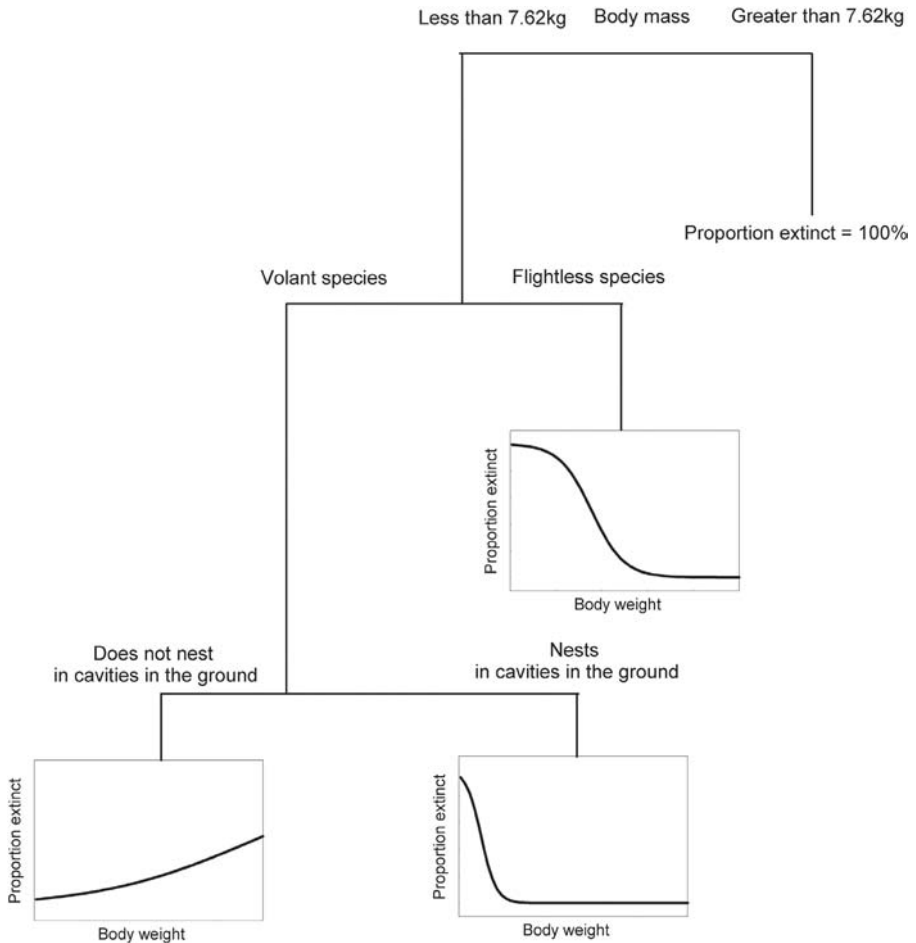 Less than 7.62kg Body mass Greater than 7.62kg
Proportion extinct = 100%
Volant species Flightless species
Proportion extinct
Body weight
Does not nest
in cavities in the ground
Nests
in cavities in the ground
Proportion extinct
Body weight
Proportion extinct
Body weight